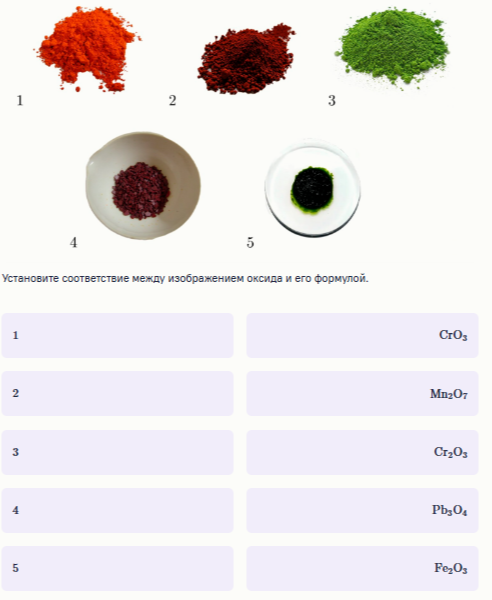 1 2 3
4 5
Установите соответствие между изображением оксида и его формулой.
1 CrO₃
2 Mn₂O₇
3 Cr₂O₃
4 Pb₃O₄
5 Fe₂O₃